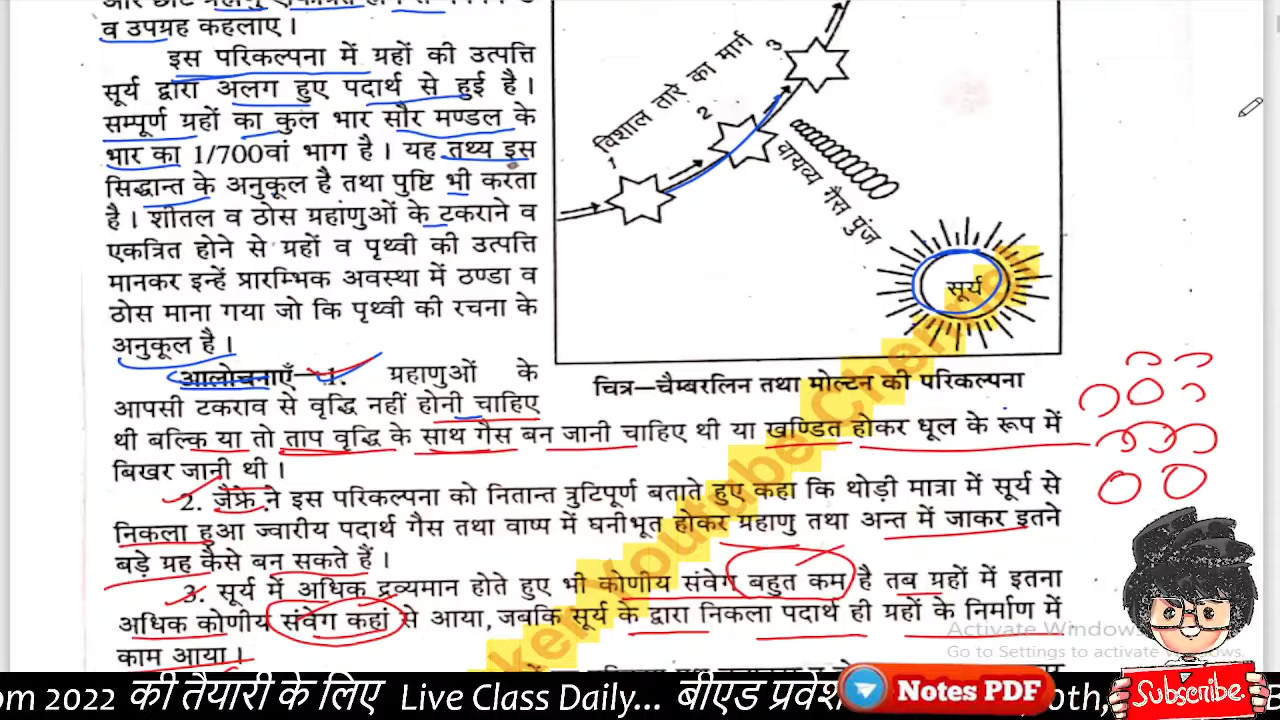 व उपग्रह कहलाए।
इस परिकल्पना में ग्रहों की उत्पत्ति
सूर्य द्वारा अलग हुए पदार्थ से हुई है।
सम्पूर्ण ग्रहों का कुल भार सौर मण्डल के
भार का 1/700वां भाग है। यह तथ्य इस
सिद्धान्त के अनुकूल है तथा पुष्टि भी करता
है। शीतल व ठोस ग्रहांणुओं के टकराने व
एकत्रित होने से ग्रहों व पृथ्वी की उत्पत्ति
मानकर इन्हें प्रारम्भिक अवस्था में ठण्डा व
ठोस माना गया जो कि पृथ्वी की रचना के
अनुकूल है।
विशाल तारे का मार्ग
1
2
3
वायव्य गैस पुंज
सूर्य
चित्र—चैम्बरलिन तथा मोल्टन की परिकल्पना
आलोचनाएँ—1. ग्रहाणुओं के
आपसी टकराव से वृद्धि नहीं होनी चाहिए
थी बल्कि या तो ताप वृद्धि के साथ गैस बन जानी चाहिए थी या खण्डित होकर धूल के रूप में
बिखर जानी थी।
2. जैफ्रे ने इस परिकल्पना को नितान्त त्रुटिपूर्ण बताते हुए कहा कि थोड़ी मात्रा में सूर्य से
निकला हुआ ज्वारीय पदार्थ गैस तथा वाष्प में घनीभूत होकर ग्रहाणु तथा अन्त में जाकर इतने
बड़े ग्रह कैसे बन सकते हैं।
3. सूर्य में अधिक द्रव्यमान होते हुए भी कोणीय संवेग बहुत कम है तब ग्रहों में इतना
अधिक कोणीय संवेग कहां से आया, जबकि सूर्य के द्वारा निकला पदार्थ ही ग्रहों के निर्माण में
काम आया।
Activate Windows
Go to Settings to activate Windows.
om 2022 की तैयारी के लिए Live Class Daily... बीएड प्रवेश
Notes PDF
Subscribe